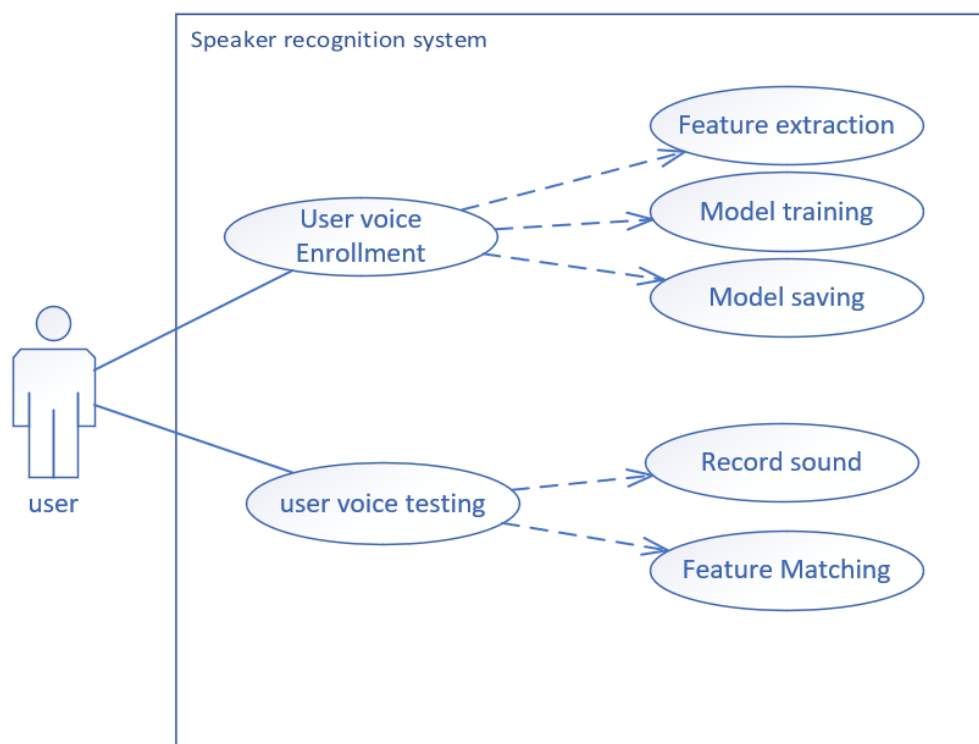 Speaker recognition system
Feature extraction
User voice
Enrollment
Model training
Model saving
user
user voice testing
Record sound
Feature Matching